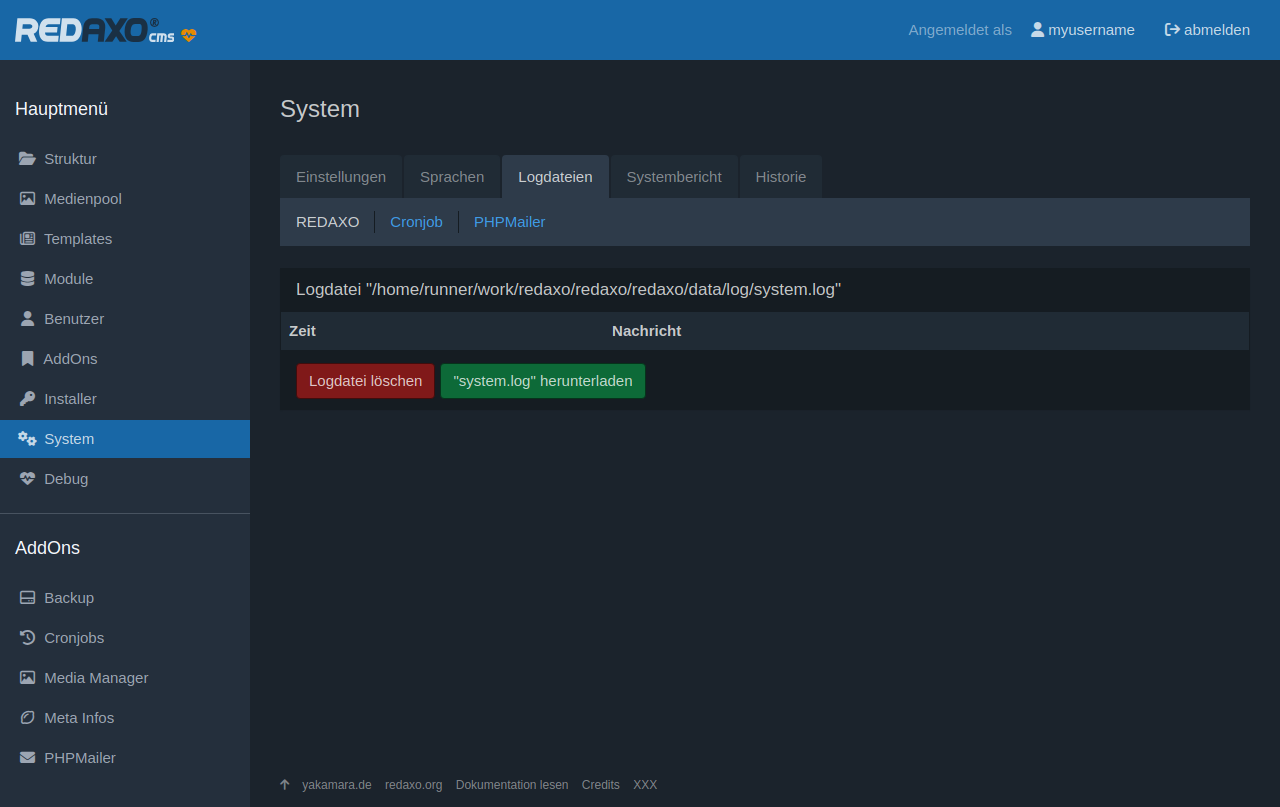 REDAXO® cms
Angemeldet als myusername abmelden
Hauptmenü
Struktur
Medienpool
Templates
Module
Benutzer
AddOns
Installer
System
Debug
AddOns
Backup
Cronjobs
Media Manager
Meta Infos
PHPMailer
System
Einstellungen Sprachen Logdateien Systembericht Historie
REDAXO Cronjob PHPMailer
Logdatei "/home/runner/work/redaxo/redaxo/redaxo/data/log/system.log"
Zeit Nachricht
Logdatei löschen "system.log" herunterladen
yakamara.de redaxo.org Dokumentation lesen Credits XXX